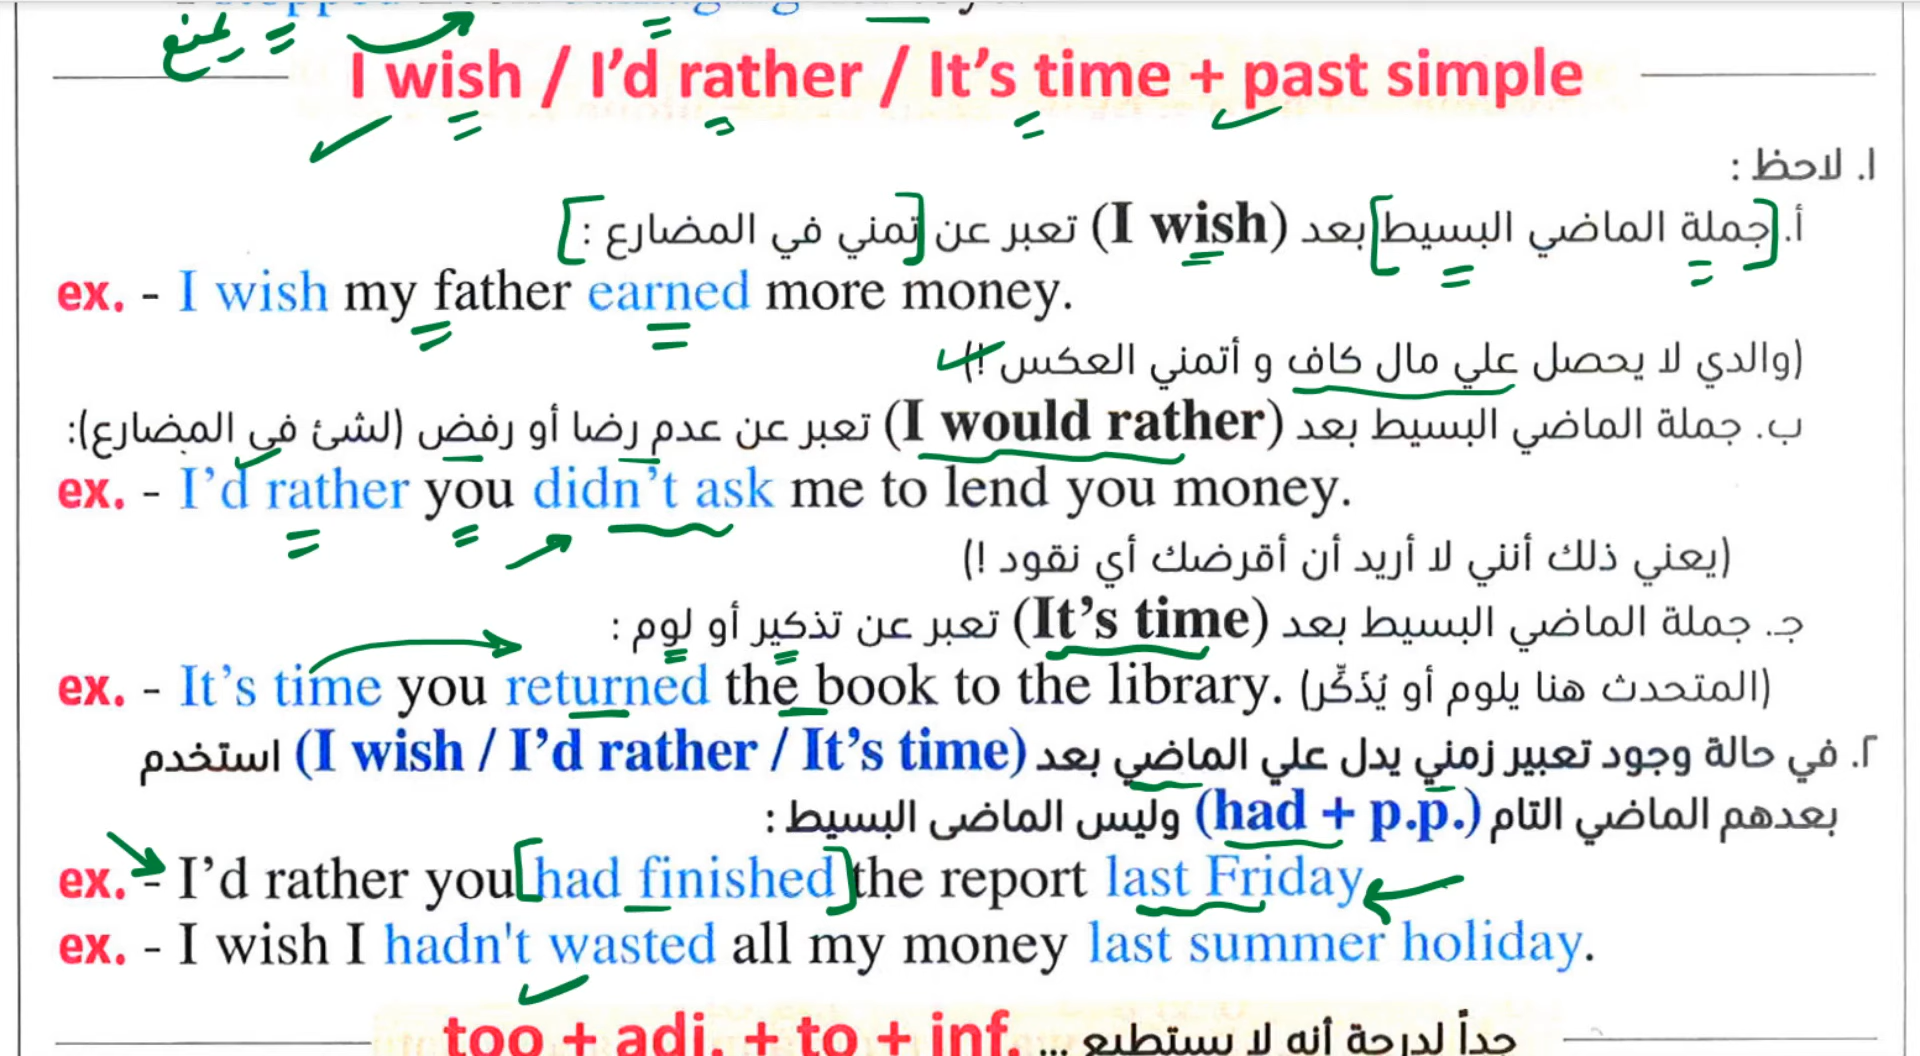 يمنع
I wish / I'd rather / It's time + past simple
١. لاحظ :
أ. جملة الماضي البسيط بعد (I wish) تعبر عن تمني في المضارع :
ex. - I wish my father earned more money.
(والدي لا يحصل علي مال كاف و أتمني العكس !)
ب. جملة الماضي البسيط بعد (I would rather) تعبر عن عدم رضا أو رفض (لشئ في المضارع):
ex. - I'd rather you didn't ask me to lend you money.
(يعني ذلك أنني لا أريد أن أقرضك أي نقود !)
جـ. جملة الماضي البسيط بعد (It's time) تعبر عن تذكير أو لوم :
ex. - It's time you returned the book to the library. (المتحدث هنا يلوم أو يُذَكِّر)
٢. في حالة وجود تعبير زمني يدل علي الماضي بعد (I wish / I'd rather / It's time) استخدم
بعدهم الماضي التام (had + p.p.) وليس الماضى البسيط :
ex. - I'd rather you had finished the report last Friday.
ex. - I wish I hadn't wasted all my money last summer holiday.
too + adj. + to + inf. ... جداً لدرجة أنه لا يستطيع